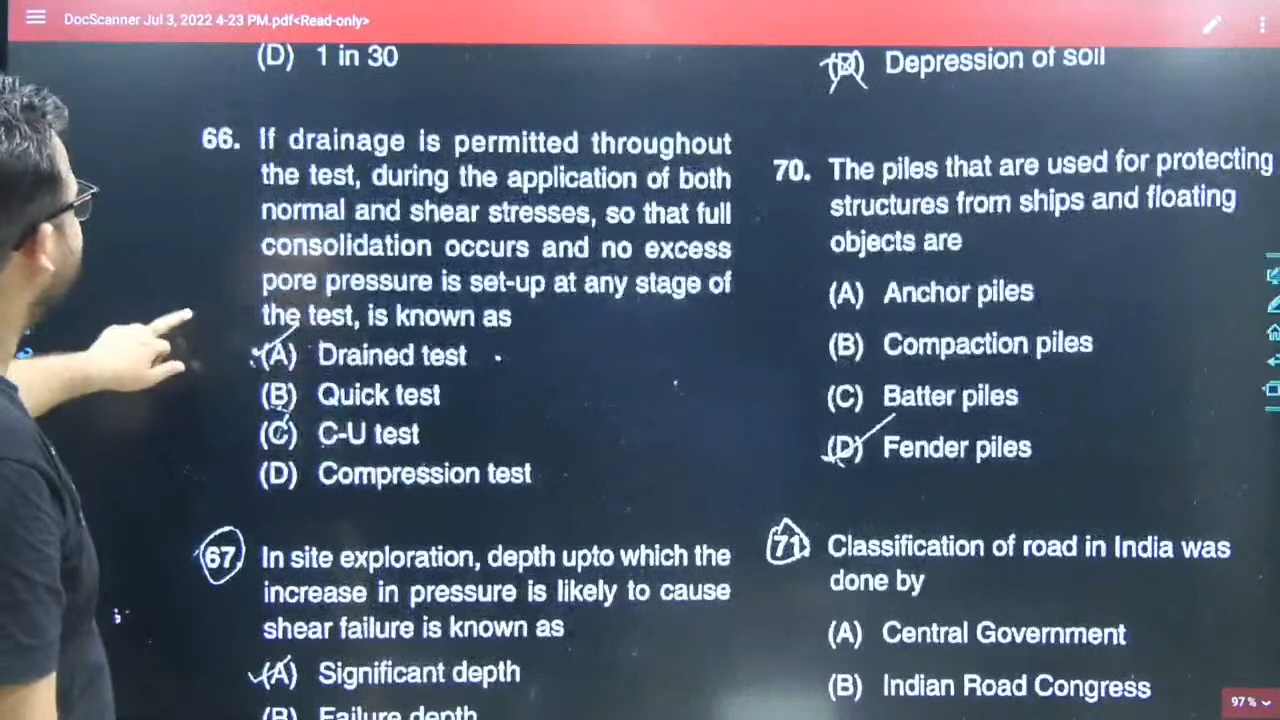 DocScanner Jul 3, 2022 4-23 PM.pdf<Read-only>
(D) 1 in 30
66. If drainage is permitted throughout
the test, during the application of both
normal and shear stresses, so that full
consolidation occurs and no excess
pore pressure is set-up at any stage of
the test, is known as
(A) Drained test
(B) Quick test
(C) C-U test
(D) Compression test
67. In site exploration, depth upto which the
increase in pressure is likely to cause
shear failure is known as
(A) Significant depth
(B) Failure depth
(D) Depression of soil
70. The piles that are used for protecting
structures from ships and floating
objects are
(A) Anchor piles
(B) Compaction piles
(C) Batter piles
(D) Fender piles
71. Classification of road in India was
done by
(A) Central Government
(B) Indian Road Congress
97%